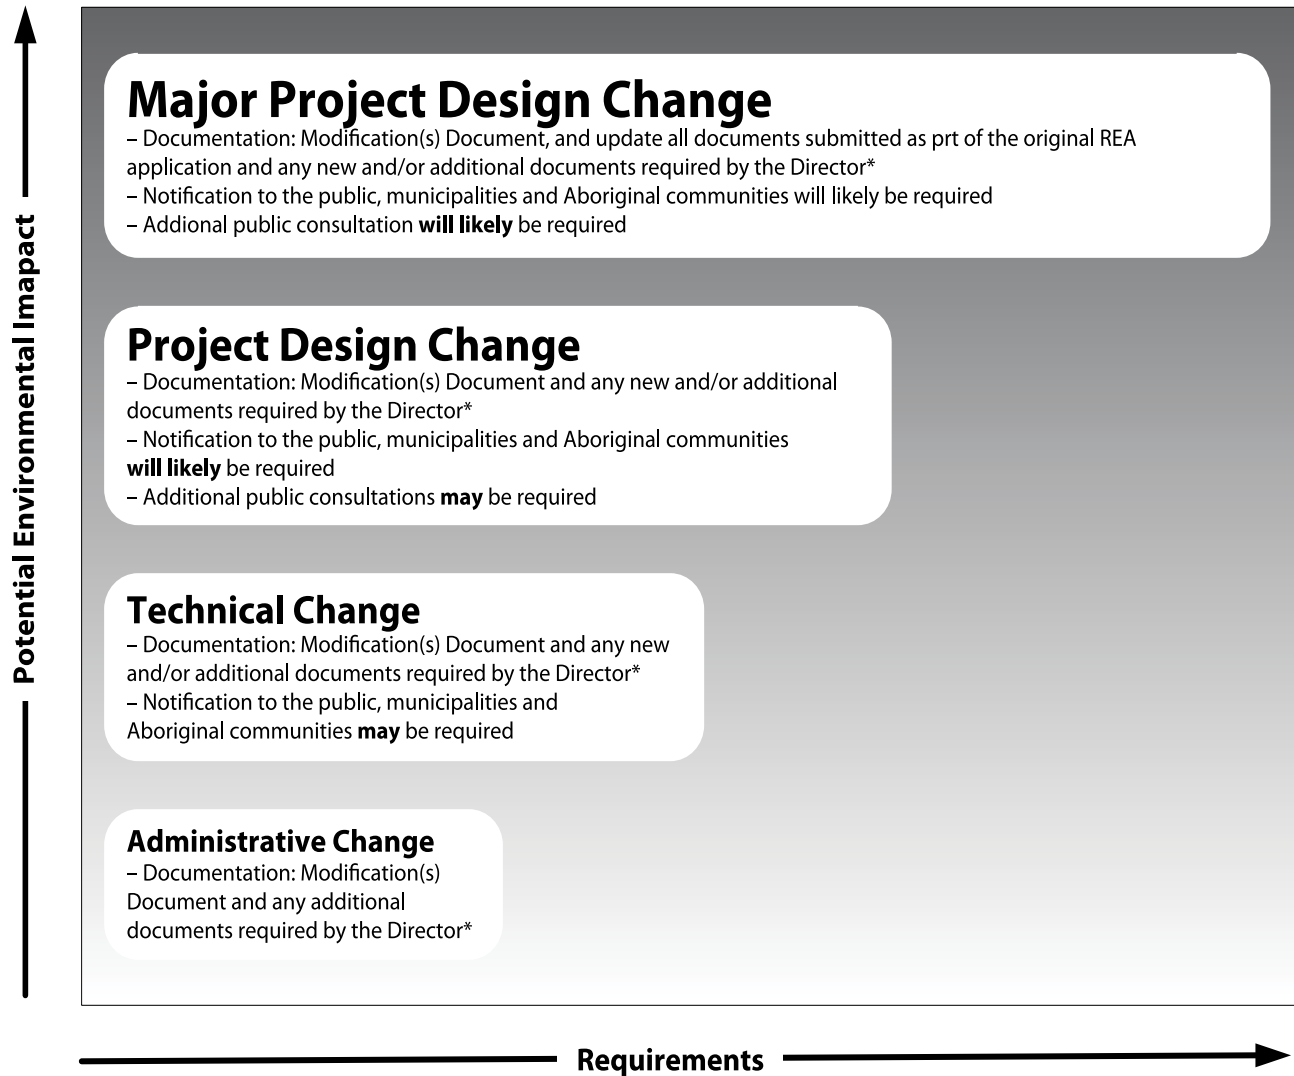 Major Project Design Change
– Documentation: Modification(s) Document, and update all documents submitted as prt of the original REA
application and any new and/or additional documents required by the Director*
– Notification to the public, municipalities and Aboriginal communities will likely be required
– Addional public consultation will likely be required
Project Design Change
– Documentation: Modification(s) Document and any new and/or additional
documents required by the Director*
– Notification to the public, municipalities and Aboriginal communities
will likely be required
– Additional public consultations may be required
Technical Change
– Documentation: Modification(s) Document and any new
and/or additional documents required by the Director*
– Notification to the public, municipalities and
Aboriginal communities may be required
Administrative Change
– Documentation: Modification(s)
Document and any additional
documents required by the Director*
Potential Environmental Imapact
Requirements